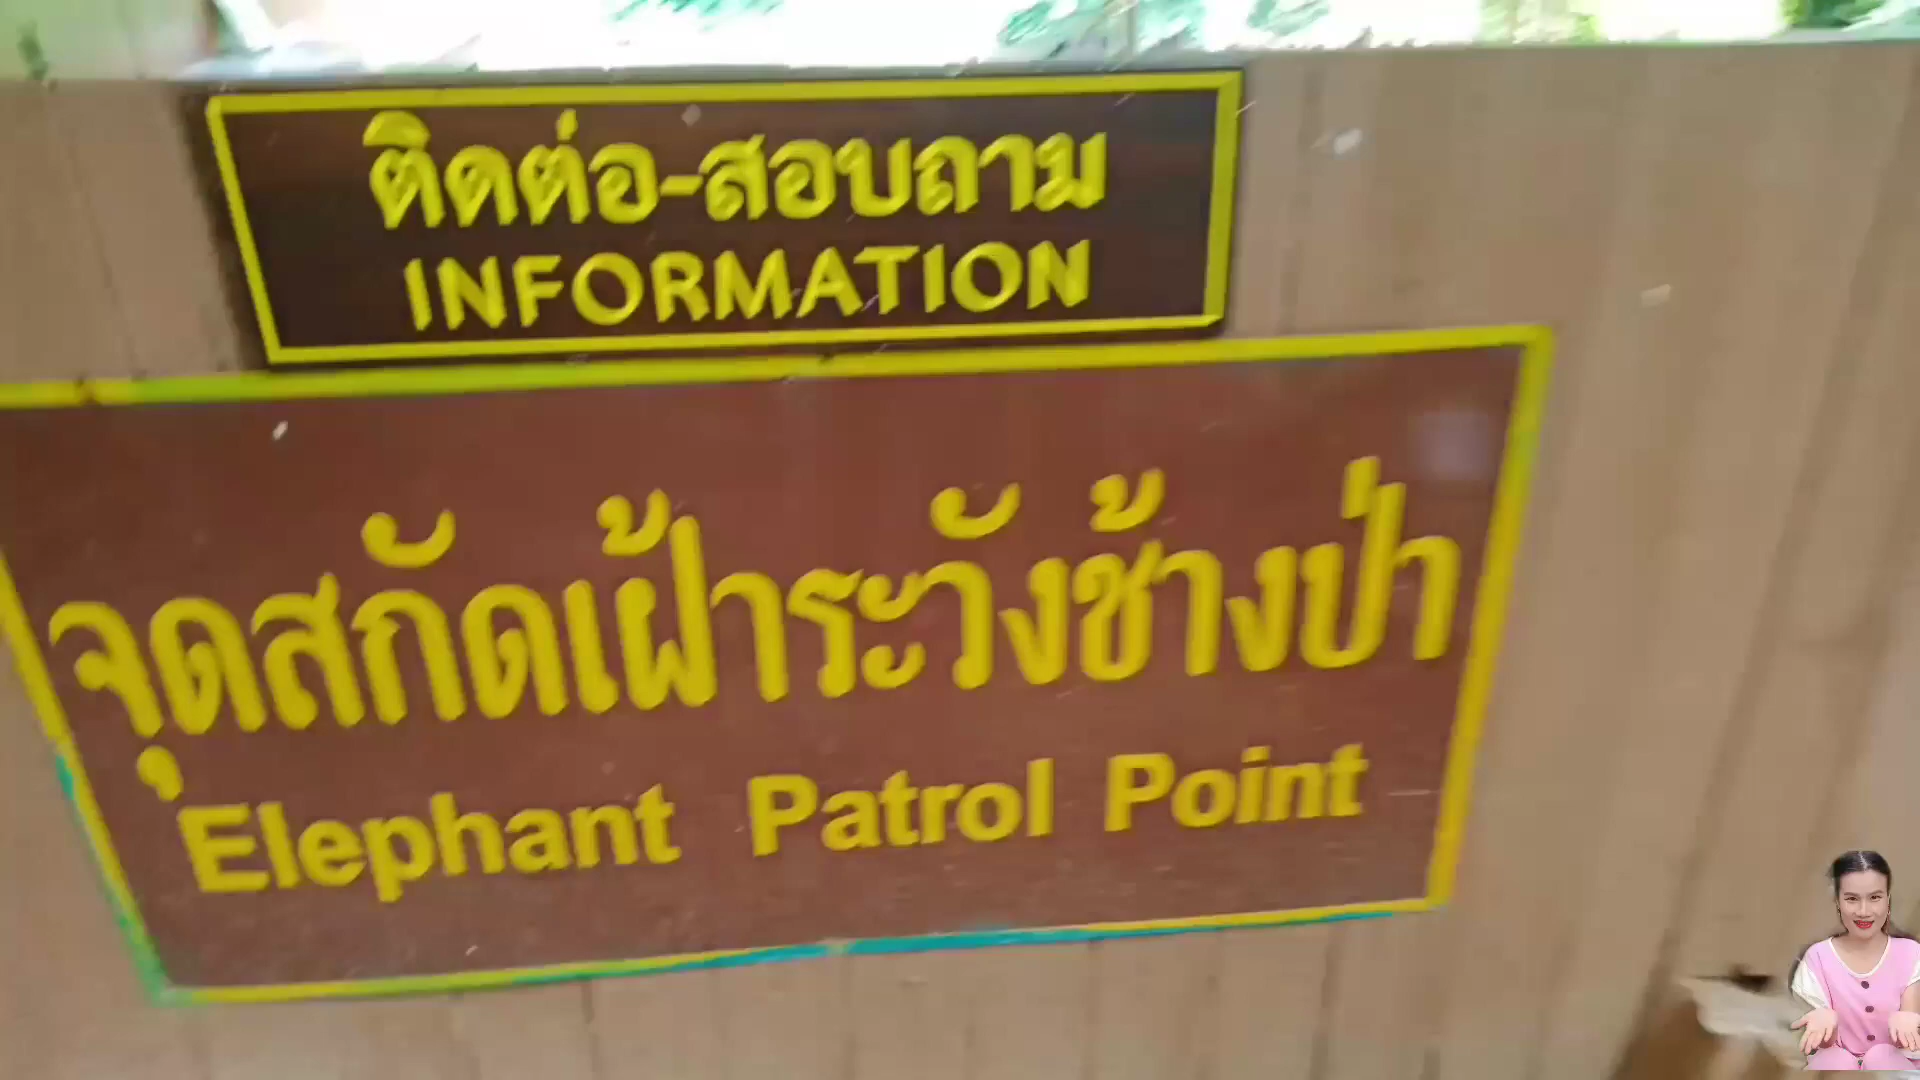 ติดต่อ-สอบถาม
INFORMATION
จุดสกัดเฝ้าระวังช้างป่า
Elephant Patrol Point